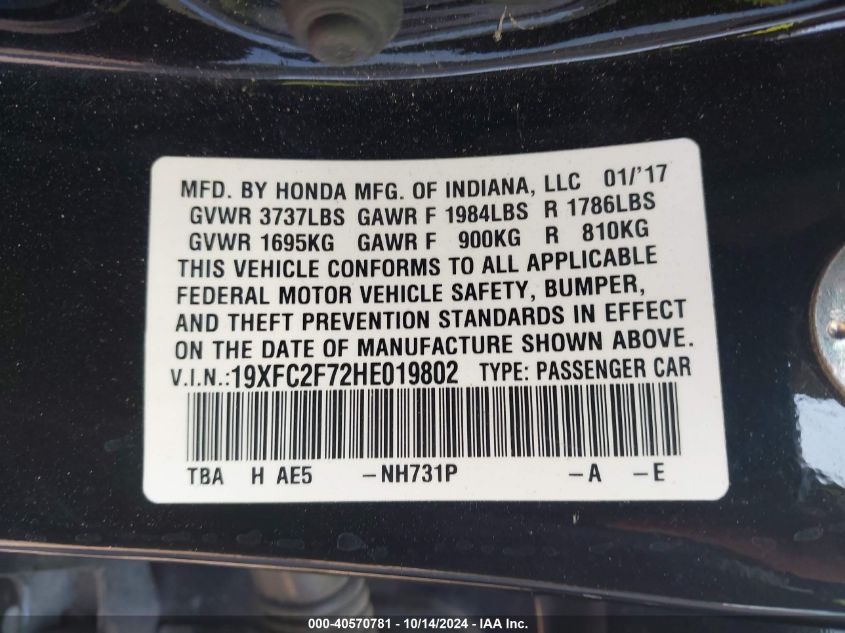 MFD. BY HONDA MFG. OF INDIANA, LLC 01/'17
GVWR 3737LBS GAWR F 1984LBS R 1786LBS
GVWR 1695KG GAWR F 900KG R 810KG
THIS VEHICLE CONFORMS TO ALL APPLICABLE
FEDERAL MOTOR VEHICLE SAFETY, BUMPER,
AND THEFT PREVENTION STANDARDS IN EFFECT
ON THE DATE OF MANUFACTURE SHOWN ABOVE.
V.I.N.:19XFC2F72HE019802 TYPE: PASSENGER CAR
TBA H AE5 -NH731P -A -E
000-40570781 - 10/14/2024 - IAA Inc.